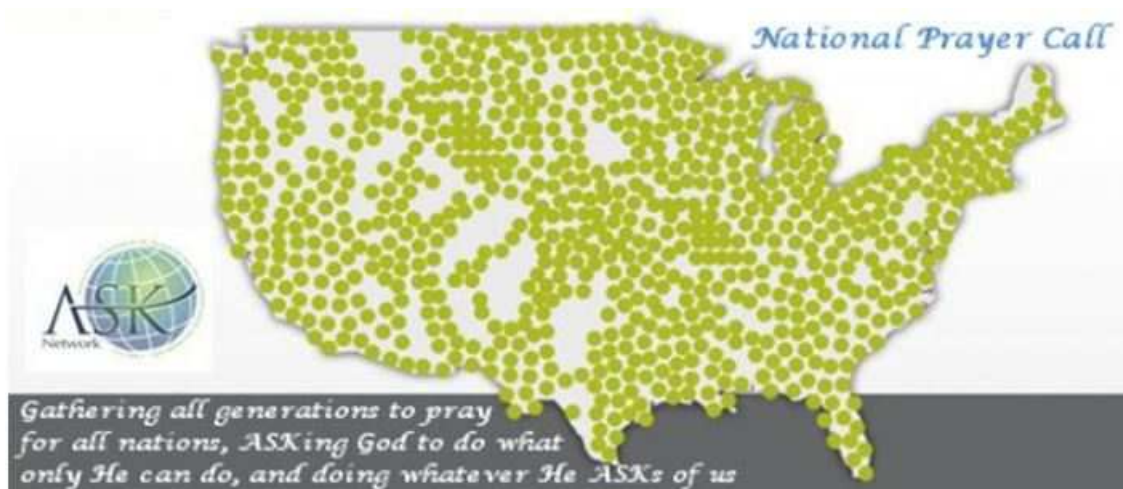 National Prayer Call
ASK
Network
Gathering all generations to pray
for all nations, ASKing God to do what
only He can do, and doing whatever He ASKs of us